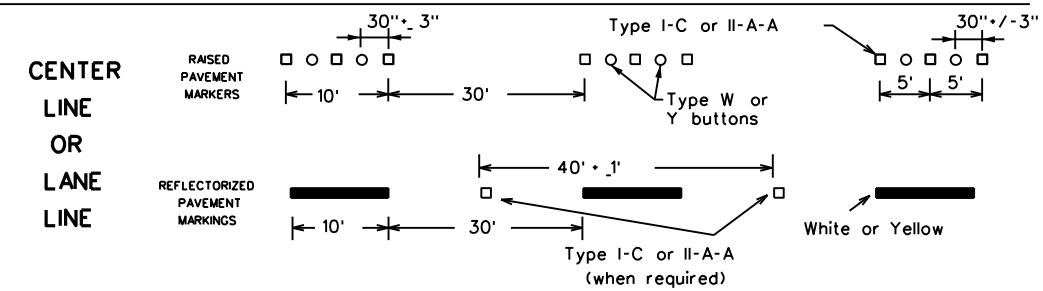 CENTER
LINE
OR
LANE
LINE
RAISED
PAVEMENT
MARKERS
30"+_ 3"
10'
30'
Type I-C or II-A-A
Type W or
Y buttons
30"+/-3"
5'
5'
REFLECTORIZED
PAVEMENT
MARKINGS
40' +_ 1'
10'
30'
Type I-C or II-A-A
(when required)
White or Yellow